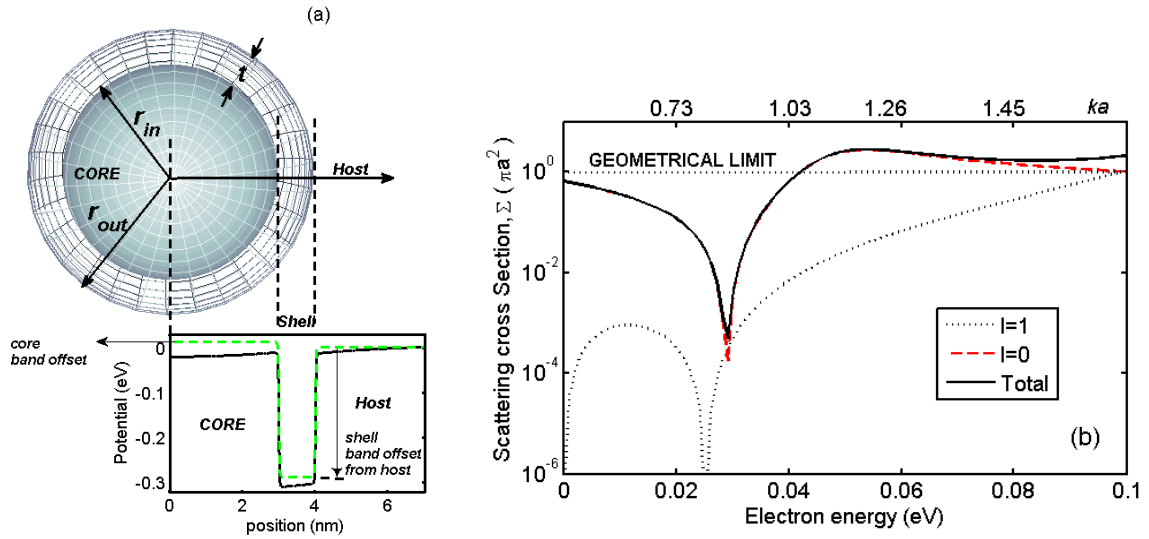 (a)
t
r in
CORE
Host
r out
Shell
core
band offset
0
-0.1
-0.2
-0.3
Potential (eV)
CORE
Host
shell
band offset
from host
0 2 4 6
position (nm)
0.73 1.03 1.26 1.45 ka
GEOMETRICAL LIMIT
10^0
10^-2
10^-4
10^-6
Scattering cross Section, Σ ( πa²)
l=1
l=0
Total
(b)
0 0.02 0.04 0.06 0.08 0.1
Electron energy (eV)